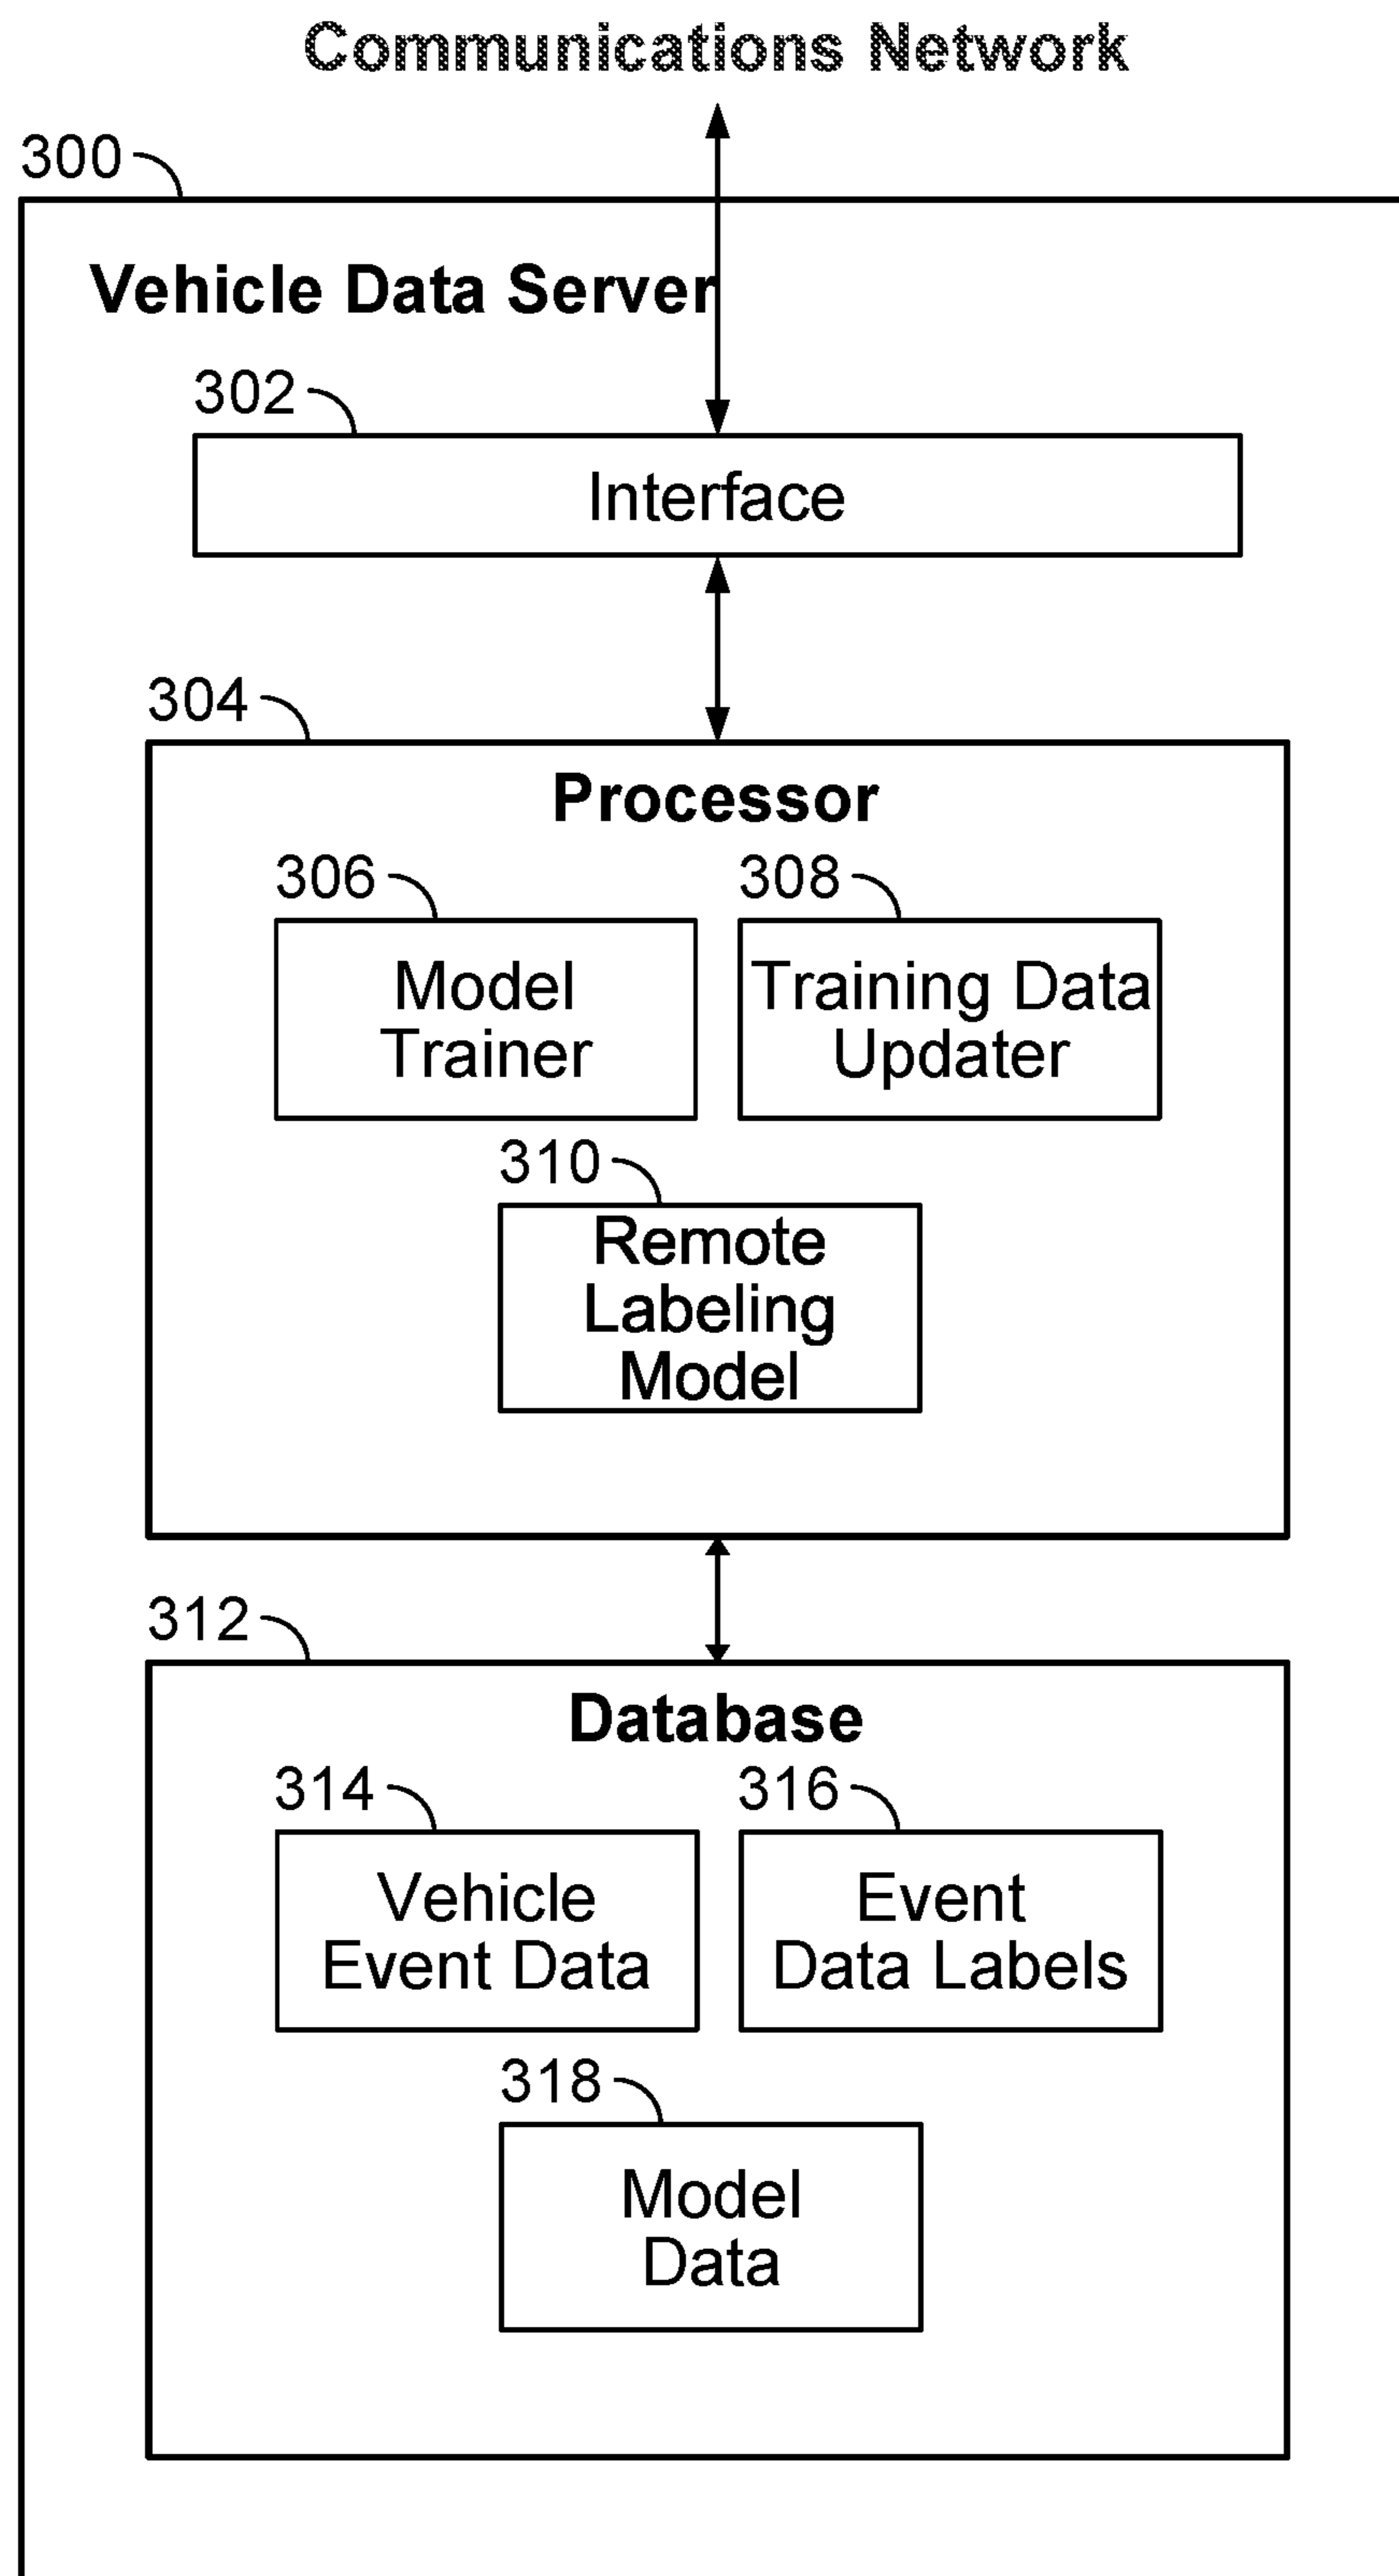 Communications Network
300
Vehicle Data Server
302
Interface
304
Processor
306
308
Model
Trainer
Training Data
Updater
310
Remote
Labeling
Model
312
Database
314
316
Vehicle
Event Data
Event
Data Labels
318
Model
Data